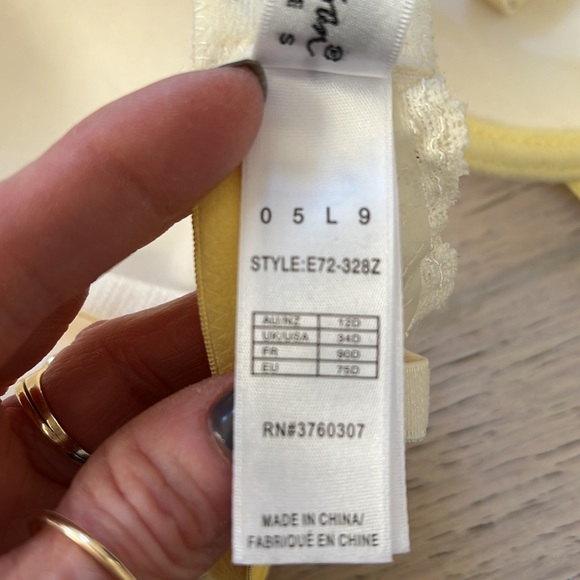 ®
S
0 5 L 9
STYLE:E72-328Z
AU/NZ 12D
UK/USA 34D
FR 90D
EU 75D
RN#3760307
MADE IN CHINA/
FABRIQUÉ EN CHINE